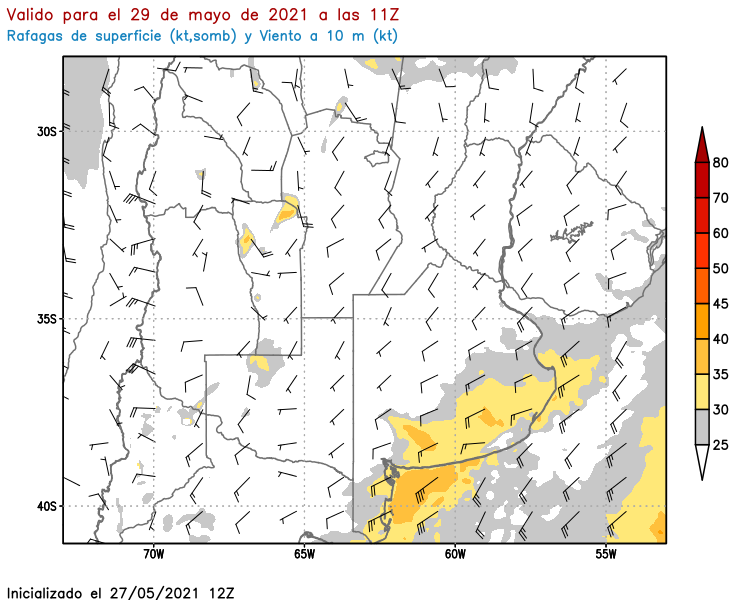 Valido para el 29 de mayo de 2021 a las 11Z
Rafagas de superficie (kt,somb) y Viento a 10 m (kt)
30S
35S
40S
70W 65W 60W 55W
80
70
60
50
45
40
35
30
25
Inicializado el 27/05/2021 12Z